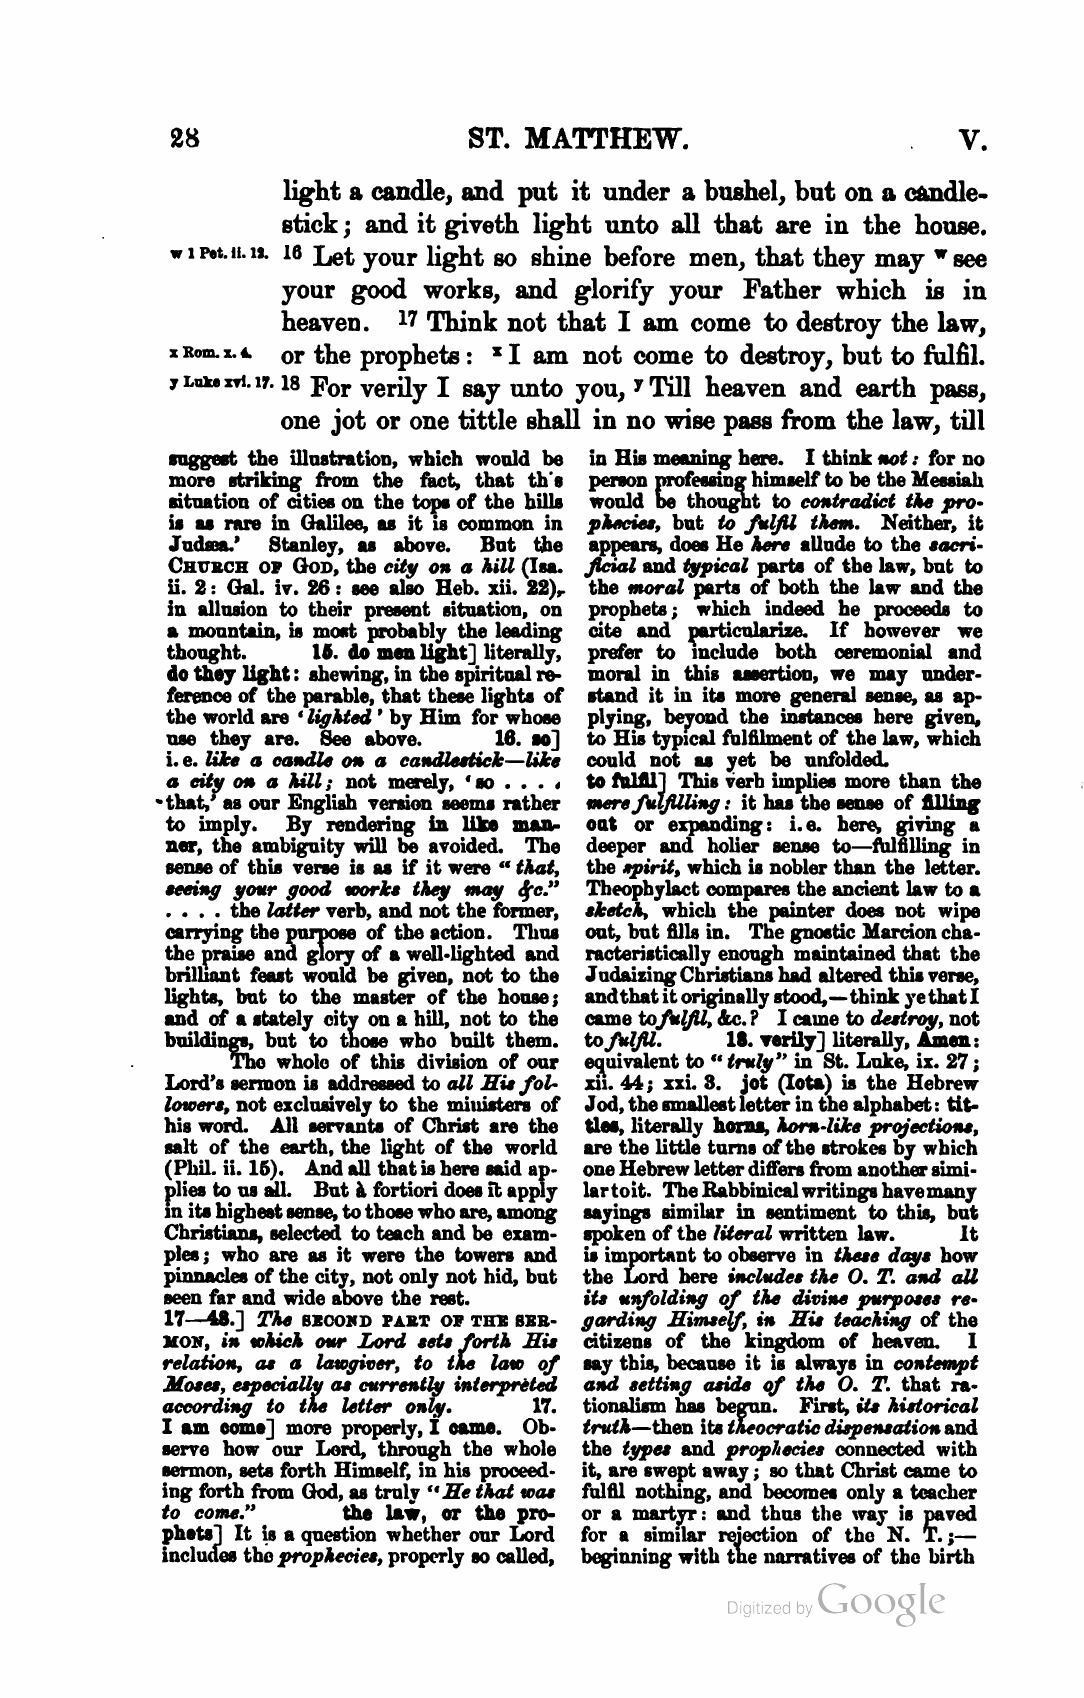 28 ST. MATTHEW. V.
light a candle, and put it under a bushel, but on a candle-
stick; and it giveth light unto all that are in the house.
w 1 Pet. ii. 12. 16 Let your light so shine before men, that they may w see
your good works, and glorify your Father which is in
heaven. 17 Think not that I am come to destroy the law,
x Rom. x. 4. or the prophets: x I am not come to destroy, but to fulfil.
y Luke xvi. 17. 18 For verily I say unto you, y Till heaven and earth pass,
one jot or one tittle shall in no wise pass from the law, till
suggest the illustration, which would be
more striking from the fact, that th's
situation of cities on the tops of the hills
is as rare in Galilee, as it is common in
Judæa.' Stanley, as above. But the
CHURCH OF GOD, the city on a hill (Isa.
ii. 2: Gal. iv. 26: see also Heb. xii. 22),
in allusion to their present situation, on
a mountain, is most probably the leading
thought. 15. do men light] literally,
do they light: shewing, in the spiritual re-
ference of the parable, that these lights of
the world are 'lighted' by Him for whose
use they are. See above. 16. so]
i. e. like a candle on a candlestick—like
a city on a hill; not merely, 'so . . . .
that,' as our English version seems rather
to imply. By rendering in like man-
ner, the ambiguity will be avoided. The
sense of this verse is as if it were "that,
seeing your good works they may &c."
. . . . the latter verb, and not the former,
carrying the purpose of the action. Thus
the praise and glory of a well-lighted and
brilliant feast would be given, not to the
lights, but to the master of the house;
and of a stately city on a hill, not to the
buildings, but to those who built them.
The whole of this division of our
Lord's sermon is addressed to all His fol-
lowers, not exclusively to the ministers of
his word. All servants of Christ are the
salt of the earth, the light of the world
(Phil. ii. 15). And all that is here said ap-
plies to us all. But à fortiori does it apply
in its highest sense, to those who are, among
Christians, selected to teach and be exam-
ples; who are as it were the towers and
pinnacles of the city, not only not hid, but
seen far and wide above the rest.
17—48.] The SECOND PART OF THE SER-
MON, in which our Lord sets forth His
relation, as a lawgiver, to the law of
Moses, especially as currently interpreted
according to the letter only. 17.
I am come] more properly, I came. Ob-
serve how our Lord, through the whole
sermon, sets forth Himself, in his proceed-
ing forth from God, as truly "He that was
to come." the law, or the pro-
phets] It is a question whether our Lord
includes the prophecies, properly so called,
in His meaning here. I think not: for no
person professing himself to be the Messiah
would be thought to contradict the pro-
phecies, but to fulfil them. Neither, it
appears, does He here allude to the sacri-
ficial and typical parts of the law, but to
the moral parts of both the law and the
prophets; which indeed he proceeds to
cite and particularize. If however we
prefer to include both ceremonial and
moral in this assertion, we may under-
stand it in its more general sense, as ap-
plying, beyond the instances here given,
to His typical fulfilment of the law, which
could not as yet be unfolded.
to fulfil] This verb implies more than the
mere fulfilling: it has the sense of filling
out or expanding: i. e. here, giving a
deeper and holier sense to—fulfilling in
the spirit, which is nobler than the letter.
Theophylact compares the ancient law to a
sketch, which the painter does not wipe
out, but fills in. The gnostic Marcion cha-
racteristically enough maintained that the
Judaizing Christians had altered this verse,
and that it originally stood,—think ye that I
came to fulfil, &c.? I came to destroy, not
to fulfil. 18. verily] literally, Amen:
equivalent to "truly" in St. Luke, ix. 27;
xii. 44; xxi. 3. jot (Iota) is the Hebrew
Jod, the smallest letter in the alphabet: tit-
tles, literally horns, horn-like projections,
are the little turns of the strokes by which
one Hebrew letter differs from another simi-
lar to it. The Rabbinical writings have many
sayings similar in sentiment to this, but
spoken of the literal written law. It
is important to observe in these days how
the Lord here includes the O. T. and all
its unfolding of the divine purposes re-
garding Himself, in His teaching of the
citizens of the kingdom of heaven. I
say this, because it is always in contempt
and setting aside of the O. T. that ra-
tionalism has begun. First, its historical
truth—then its theocratic dispensation and
the types and prophecies connected with
it, are swept away; so that Christ came to
fulfil nothing, and becomes only a teacher
or a martyr: and thus the way is paved
for a similar rejection of the N. T.;—
beginning with the narratives of the birth
Digitized by Google